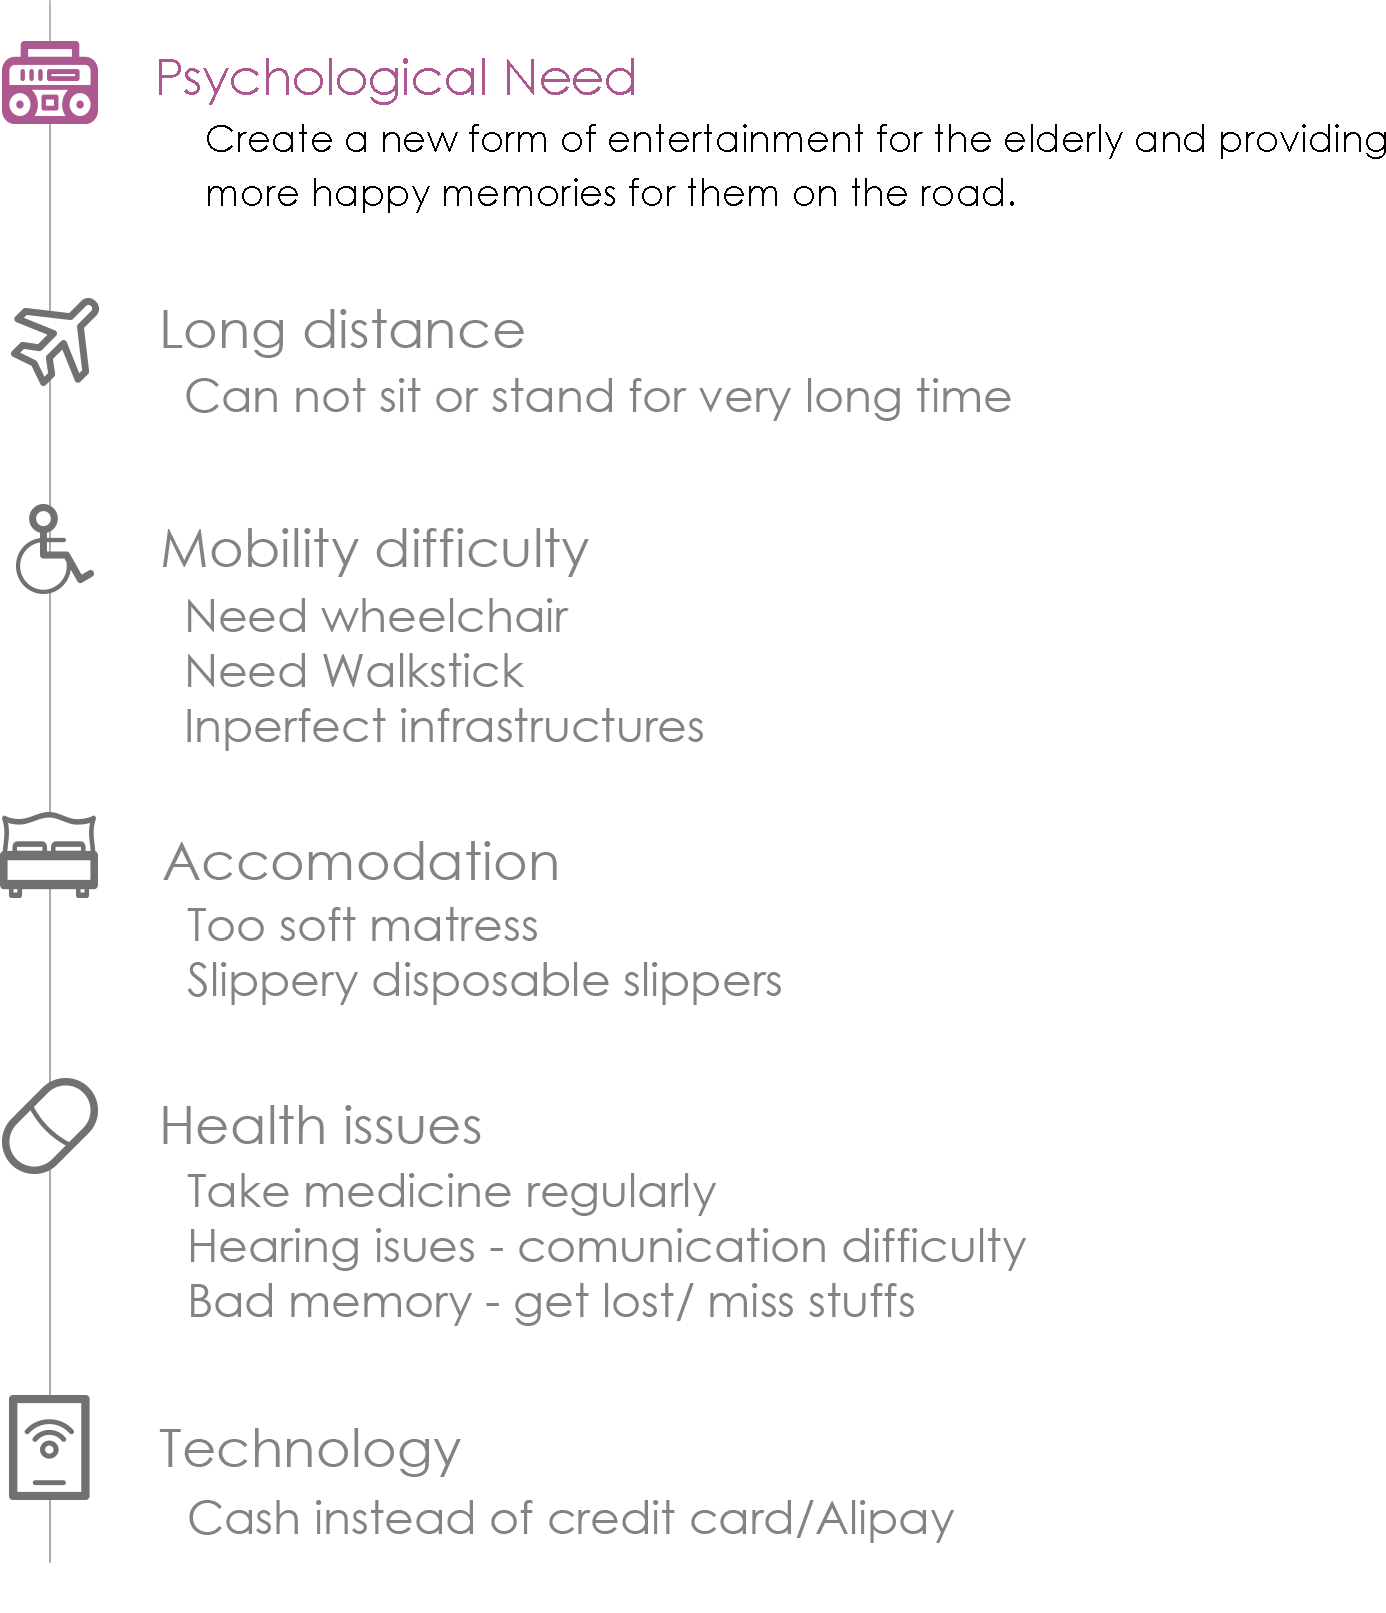 Psychological Need
Create a new form of entertainment for the elderly and providing
more happy memories for them on the road.
Long distance
Can not sit or stand for very long time
Mobility difficulty
Need wheelchair
Need Walkstick
Inperfect infrastructures
Accomodation
Too soft matress
Slippery disposable slippers
Health issues
Take medicine regularly
Hearing isues - comunication difficulty
Bad memory - get lost/ miss stuffs
Technology
Cash instead of credit card/Alipay